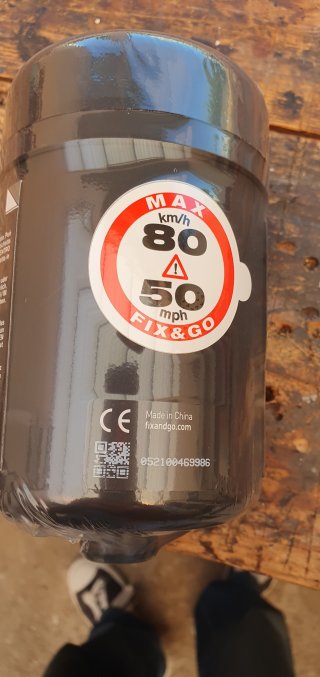 MAX
km/h
80
50
mph
FIX&GO
CE
Made in China
fixandgo.com
052100469986